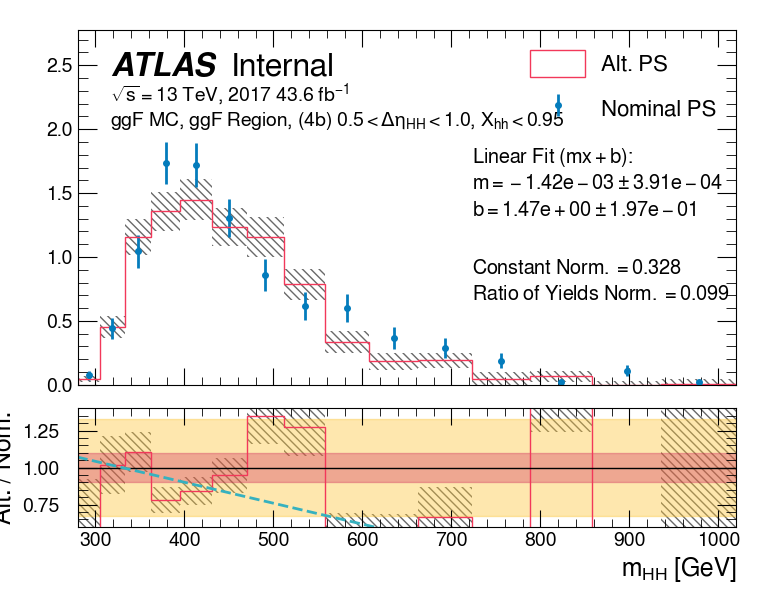 ATLAS Internal
√s = 13 TeV, 2017 43.6 fb⁻¹
ggF MC, ggF Region, (4b) 0.5 < Δη_HH < 1.0, X_hh < 0.95
Alt. PS
Nominal PS
Linear Fit (mx + b):
m = − 1.42e − 03 ± 3.91e − 04
b = 1.47e + 00 ± 1.97e − 01
Constant Norm. = 0.328
Ratio of Yields Norm. = 0.099
2.5
2.0
1.5
1.0
0.5
0.0
Alt. / Nom.
1.25
1.00
0.75
300 400 500 600 700 800 900 1000
m_HH [GeV]